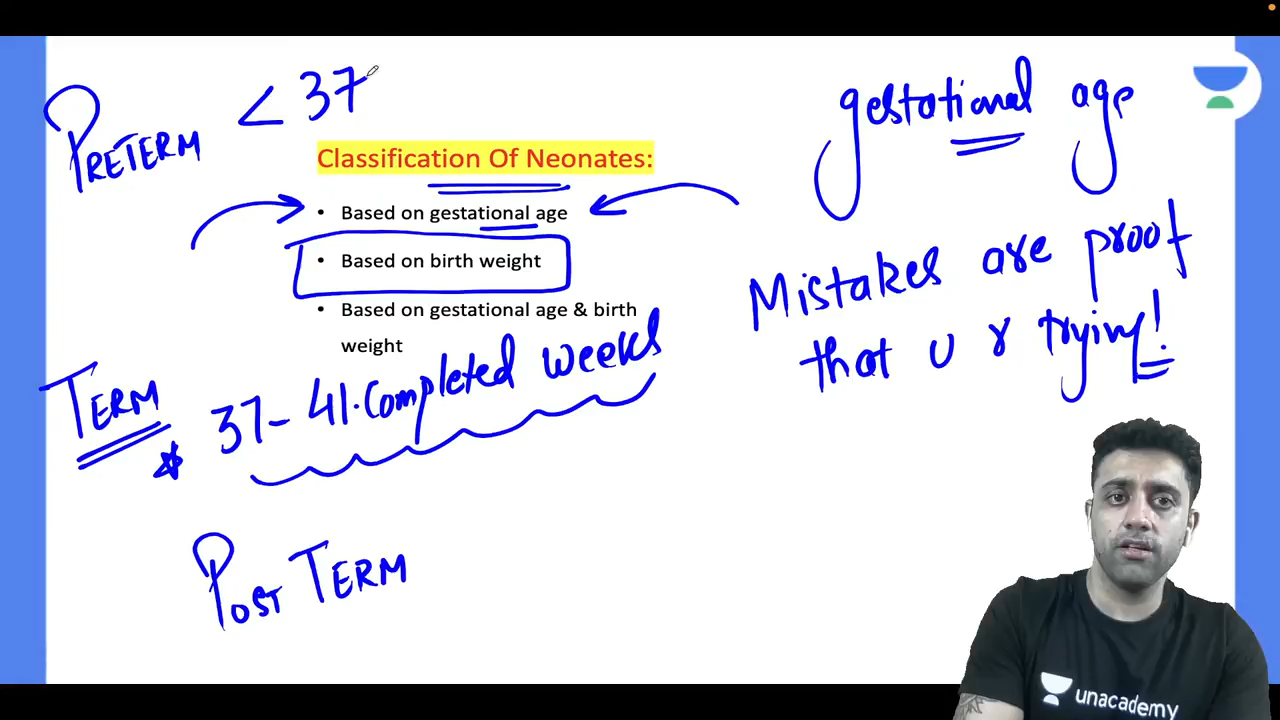 PRETERM < 37
gestational age
Classification Of Neonates:
• Based on gestational age
• Based on birth weight
• Based on gestational age & birth
weight
Mistakes are proof
that U r trying!
TERM
* 37-41.Completed weeks
POST TERM
unacademy